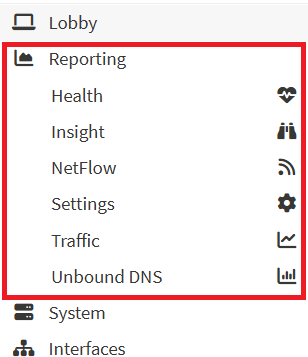 Lobby
Reporting
Health
Insight
NetFlow
Settings
Traffic
Unbound DNS
System
Interfaces